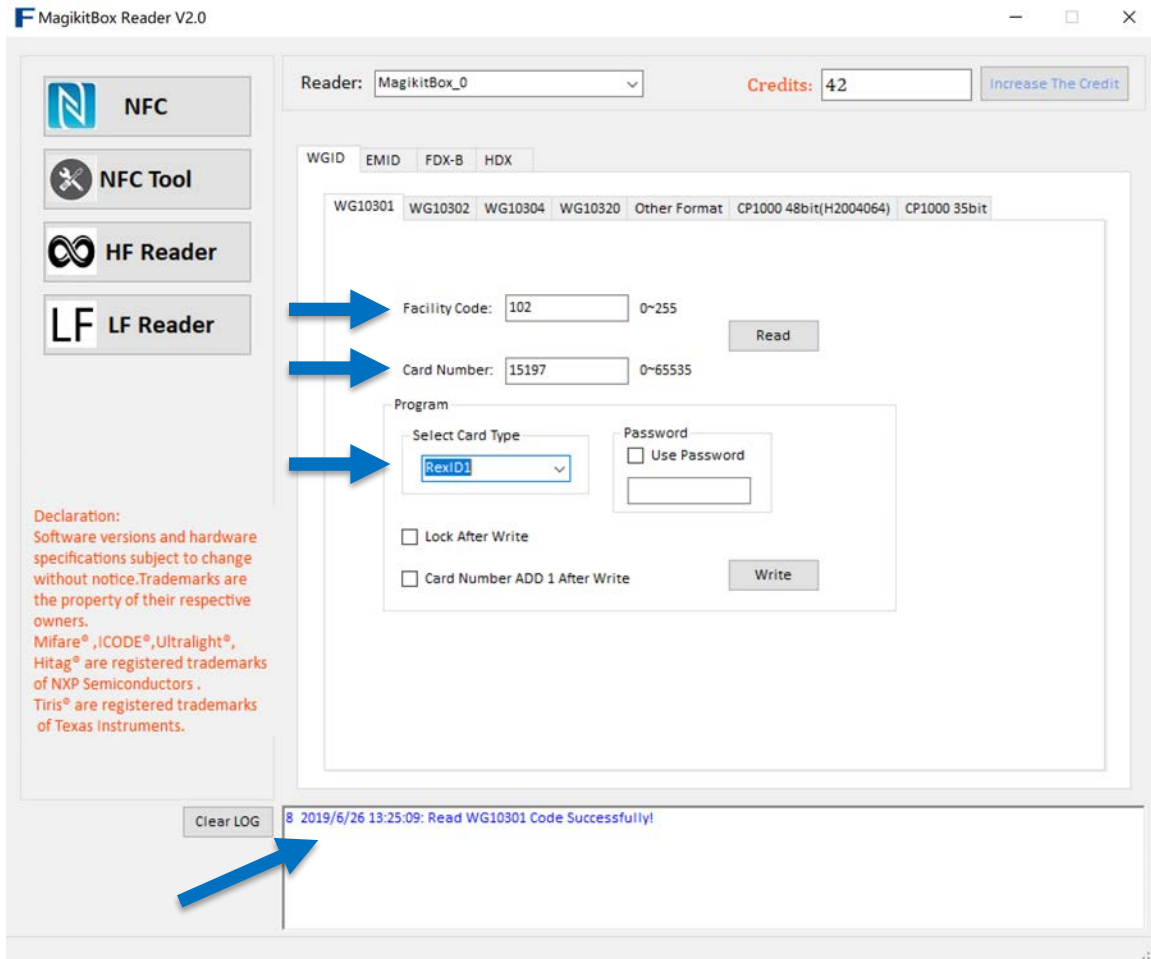 MagikitBox Reader V2.0
NFC
NFC Tool
HF Reader
LF LF Reader
Declaration:
Software versions and hardware
specifications subject to change
without notice.Trademarks are
the property of their respective
owners.
Mifare® ,ICODE®,Ultralight®,
Hitag® are registered trademarks
of NXP Semiconductors .
Tiris® are registered trademarks
of Texas Instruments.
Reader: MagikitBox_0 Credits: 42 Increase The Credit
WGID EMID FDX-B HDX
WG10301 WG10302 WG10304 WG10320 Other Format CP1000 48bit(H2004064) CP1000 35bit
Facility Code: 102 0~255
Read
Card Number: 15197 0~65535
Program
Select Card Type Password
RexID1 Use Password
Lock After Write
Card Number ADD 1 After Write Write
Clear LOG
8 2019/6/26 13:25:09: Read WG10301 Code Successfully!